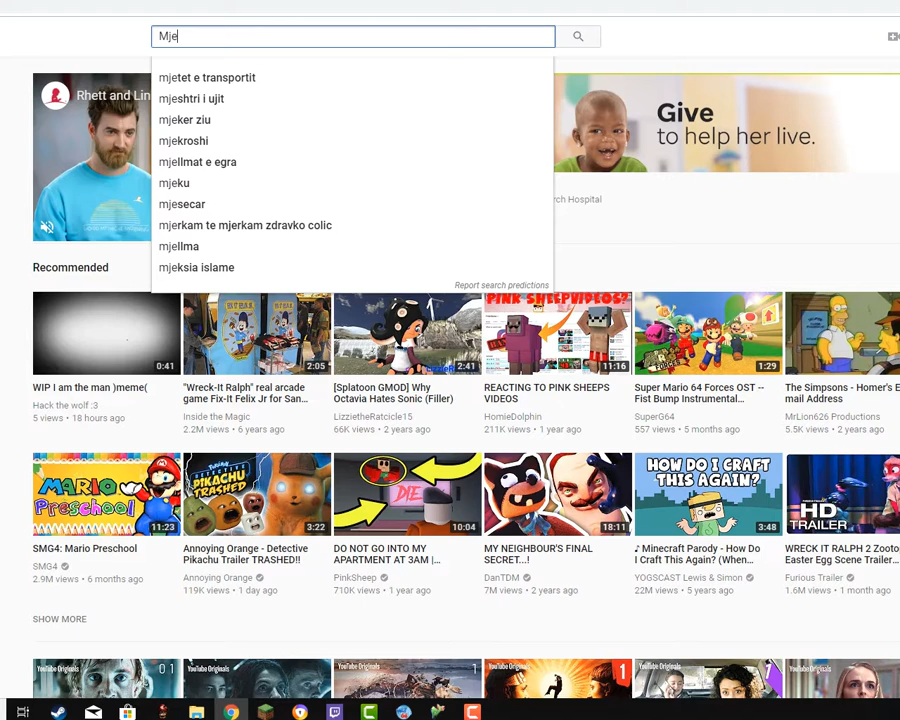 Mje
mjetet e transportit
mjeshtri i ujit
mjeker ziu
mjekroshi
mjellmat e egra
mjeku
mjesecar
mjerkam te mjerkam zdravko colic
mjellma
mjeksia islame
Report search predictions
Rhett and Lin
Give
to help her live.
rch Hospital
Recommended
0:41
2:05
2:41
PINK SHEEP VIDEOS?
11:16
1:29
WIP I am the man )meme(
Hack the wolf :3
5 views • 18 hours ago
"Wreck-It Ralph" real arcade
game Fix-It Felix Jr for San...
Inside the Magic
2.2M views • 6 years ago
[Splatoon GMOD] Why
Octavia Hates Sonic (Filler)
LizzietheRatcicle15
66K views • 2 years ago
REACTING TO PINK SHEEPS
VIDEOS
HomieDolphin
211K views • 1 year ago
Super Mario 64 Forces OST --
Fist Bump Instrumental...
SuperG64
557 views • 5 months ago
The Simpsons - Homer's E
mail Address
MrLion626 Productions
5.5K views • 2 years ago
MARIO
Preschool
11:23
POKÉMON
DETECTIVE
PIKACHU
TRASHED
3:22
DIE
10:04
18:11
HOW DO I CRAFT
THIS AGAIN?
3:48
HD
TRAILER
SMG4: Mario Preschool
SMG4
2.9M views • 6 months ago
Annoying Orange - Detective
Pikachu Trailer TRASHED!!
Annoying Orange
119K views • 1 day ago
DO NOT GO INTO MY
APARTMENT AT 3AM |...
PinkSheep
710K views • 1 year ago
MY NEIGHBOUR'S FINAL
SECRET...!
DanTDM
7M views • 2 years ago
♪ Minecraft Parody - How Do
I Craft This Again? (When...
YOGSCAST Lewis & Simon
22M views • 5 years ago
WRECK IT RALPH 2 Zooto
Easter Egg Scene Trailer...
Furious Trailer
1.6M views • 1 month ago
SHOW MORE
YouTube Originals
YouTube Originals
YouTube Originals
YouTube Originals
1
YouTube Originals
YouTube Originals